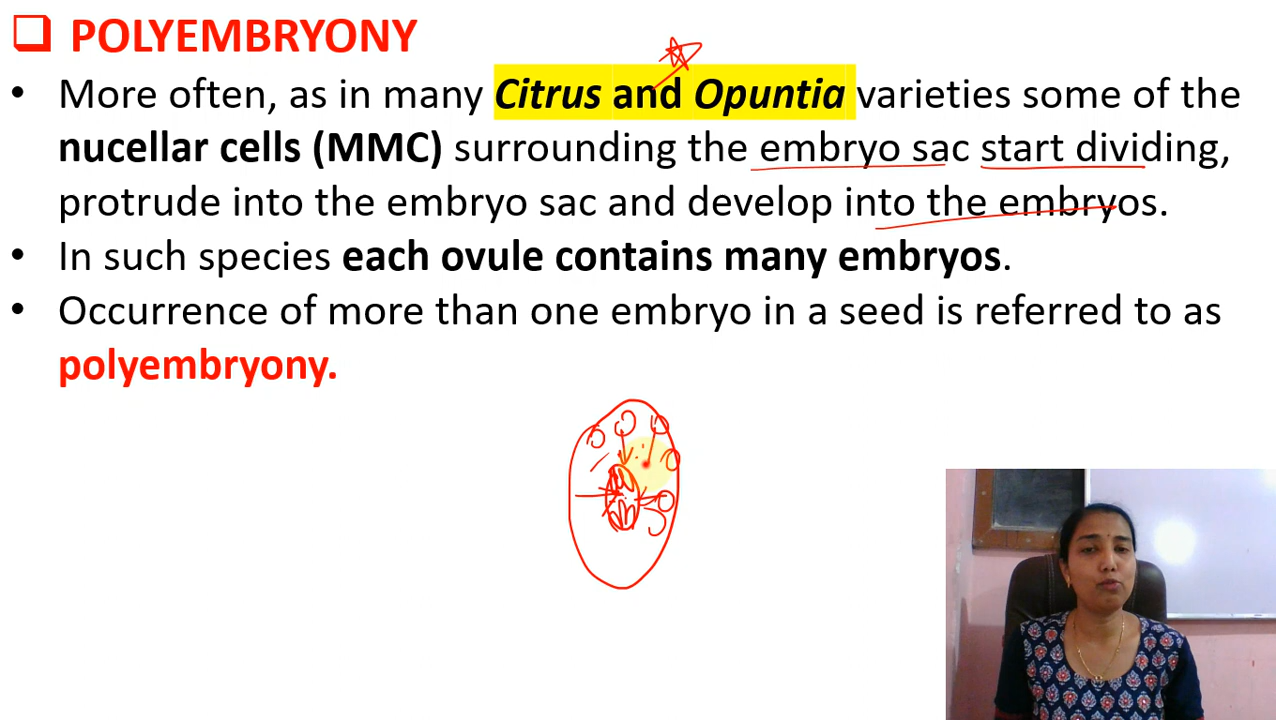 POLYEMBRYONY
• More often, as in many Citrus and Opuntia varieties some of the
nucellar cells (MMC) surrounding the embryo sac start dividing,
protrude into the embryo sac and develop into the embryos.
• In such species each ovule contains many embryos.
• Occurrence of more than one embryo in a seed is referred to as
polyembryony.